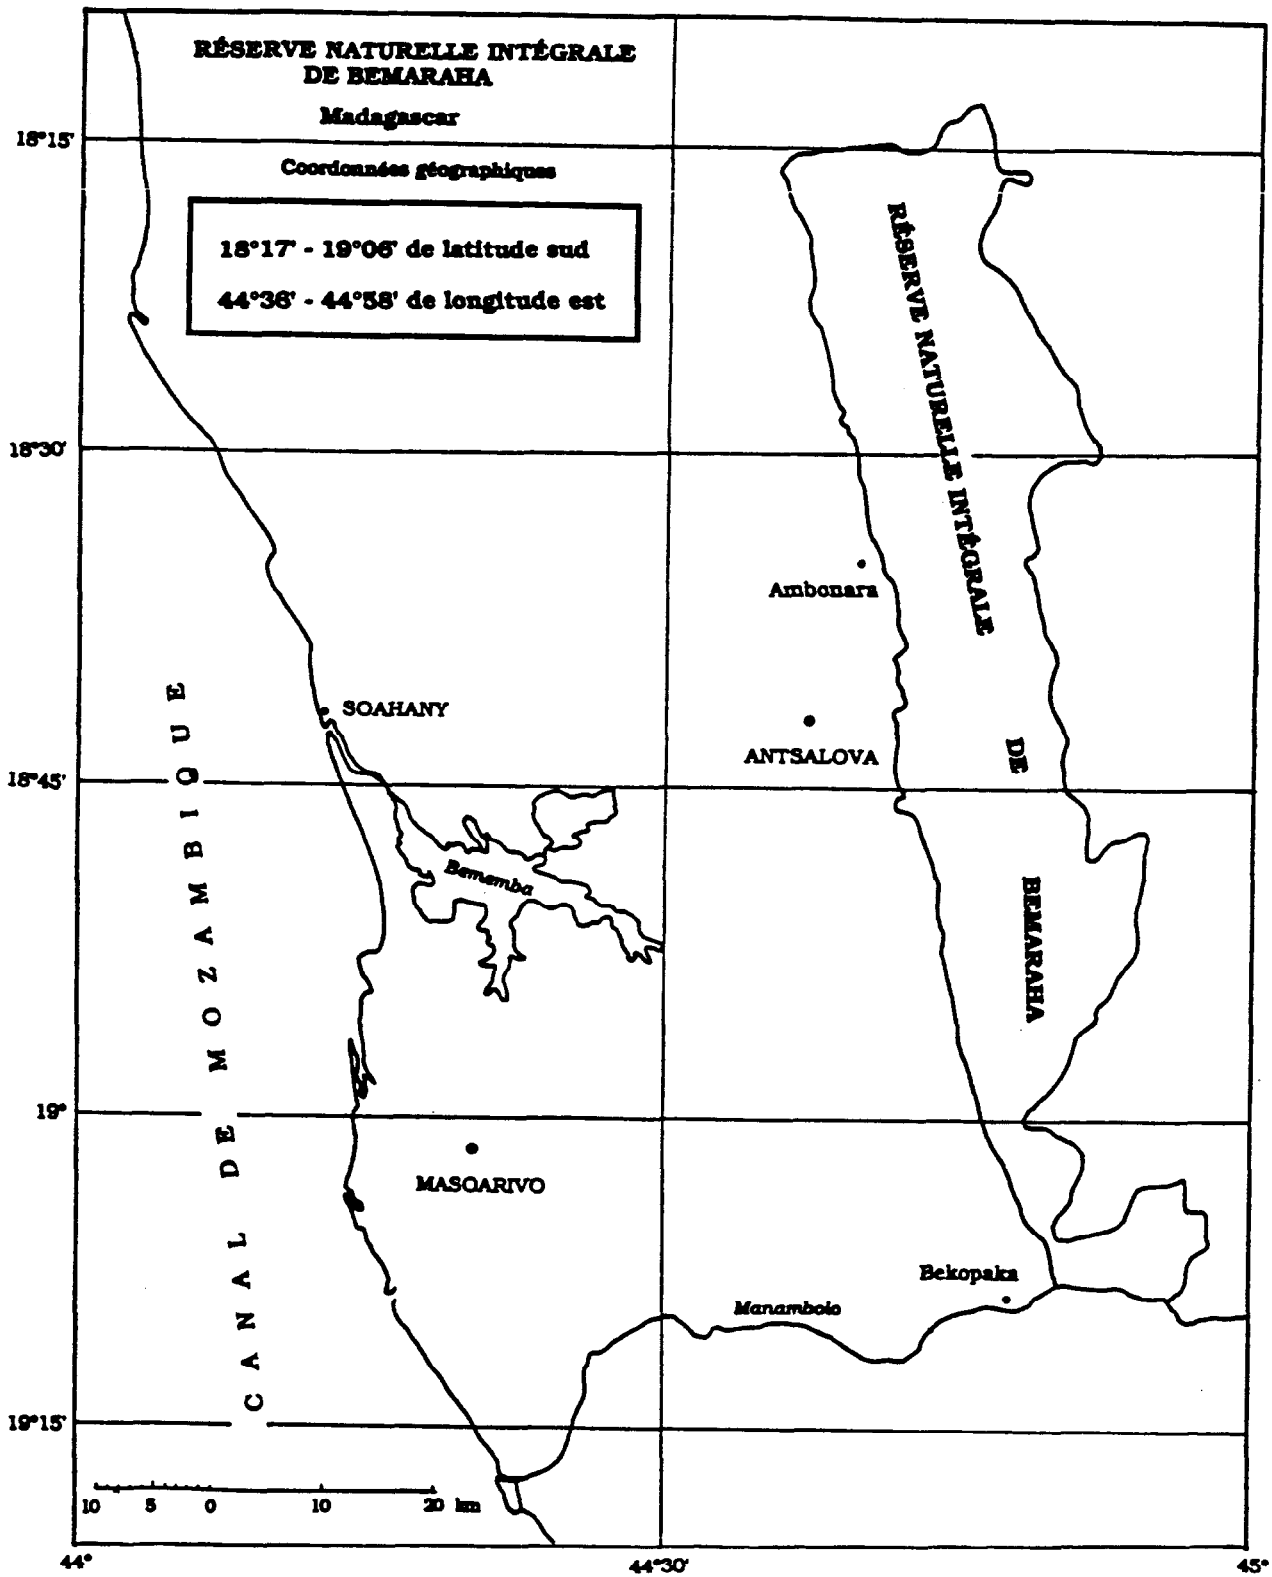 RÉSERVE NATURELLE INTÉGRALE
DE BEMARAHA
Madagascar
18°15'
Coordonnées géographiques
18°17' - 19°06' de latitude sud
44°36' - 44°58' de longitude est
RÉSERVE NATURELLE INTÉGRALE
DE
BEMARAHA
18°30'
Ambonara
SOAHANY
ANTSALOVA
18°45'
Bemamba
CANAL DE MOZAMBIQUE
19°
MASOARIVO
Bekopaka
Manambolo
19°15'
10 5 0 10 20 km
44° 44°30' 45°